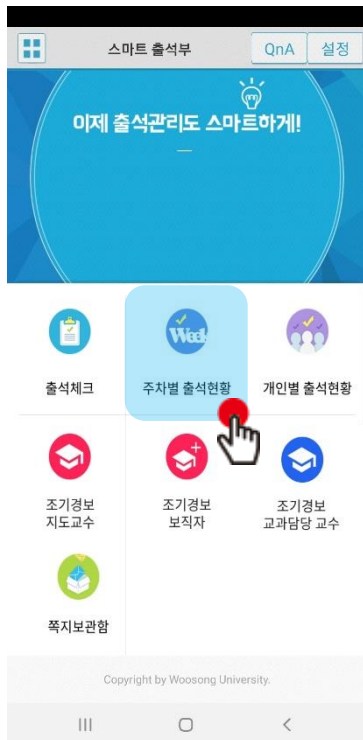 스마트 출석부
QnA
설정
이제 출석관리도 스마트하게!
Week
출석체크
주차별 출석현황
개인별 출석현황
조기경보
지도교수
조기경보
보직자
조기경보
교과담당 교수
쪽지보관함
Copyright by Woosong University.